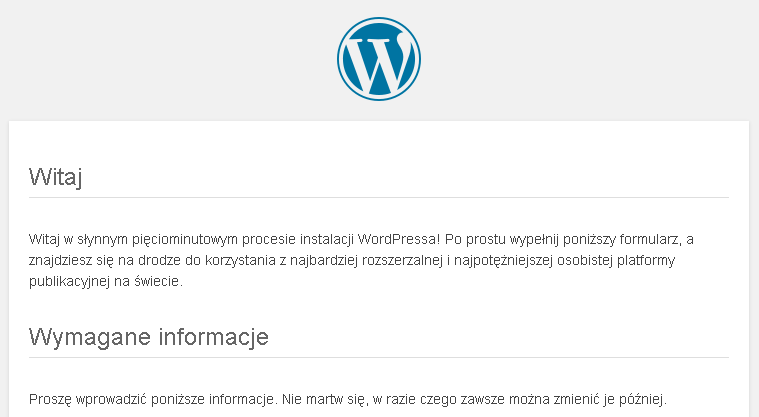 Witaj
Witaj w słynnym pięciominutowym procesie instalacji WordPressa! Po prostu wypełnij poniższy formularz, a
znajdziesz się na drodze do korzystania z najbardziej rozszerzalnej i najpotężniejszej osobistej platformy
publikacyjnej na świecie.
Wymagane informacje
Proszę wprowadzić poniższe informacje. Nie martw się, w razie czego zawsze można zmienić je później.